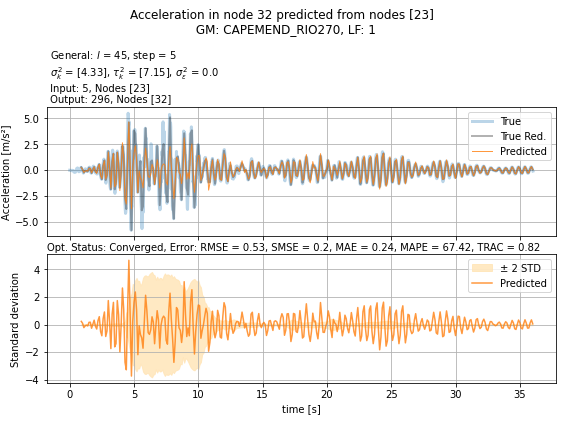 Acceleration in node 32 predicted from nodes [23]
GM: CAPEMEND_RIO270, LF: 1
General: l = 45, step = 5
σ²ₖ = [4.33], τ²ₖ = [7.15], σ²ᵣ = 0.0
Input: 5, Nodes [23]
Output: 296, Nodes [32]
Acceleration [m/s²]
5.0
2.5
0.0
−2.5
−5.0
True
True Red.
Predicted
Opt. Status: Converged, Error: RMSE = 0.53, SMSE = 0.2, MAE = 0.24, MAPE = 67.42, TRAC = 0.82
Standard deviation
4
2
0
−2
−4
± 2 STD
Predicted
0 5 10 15 20 25 30 35
time [s]